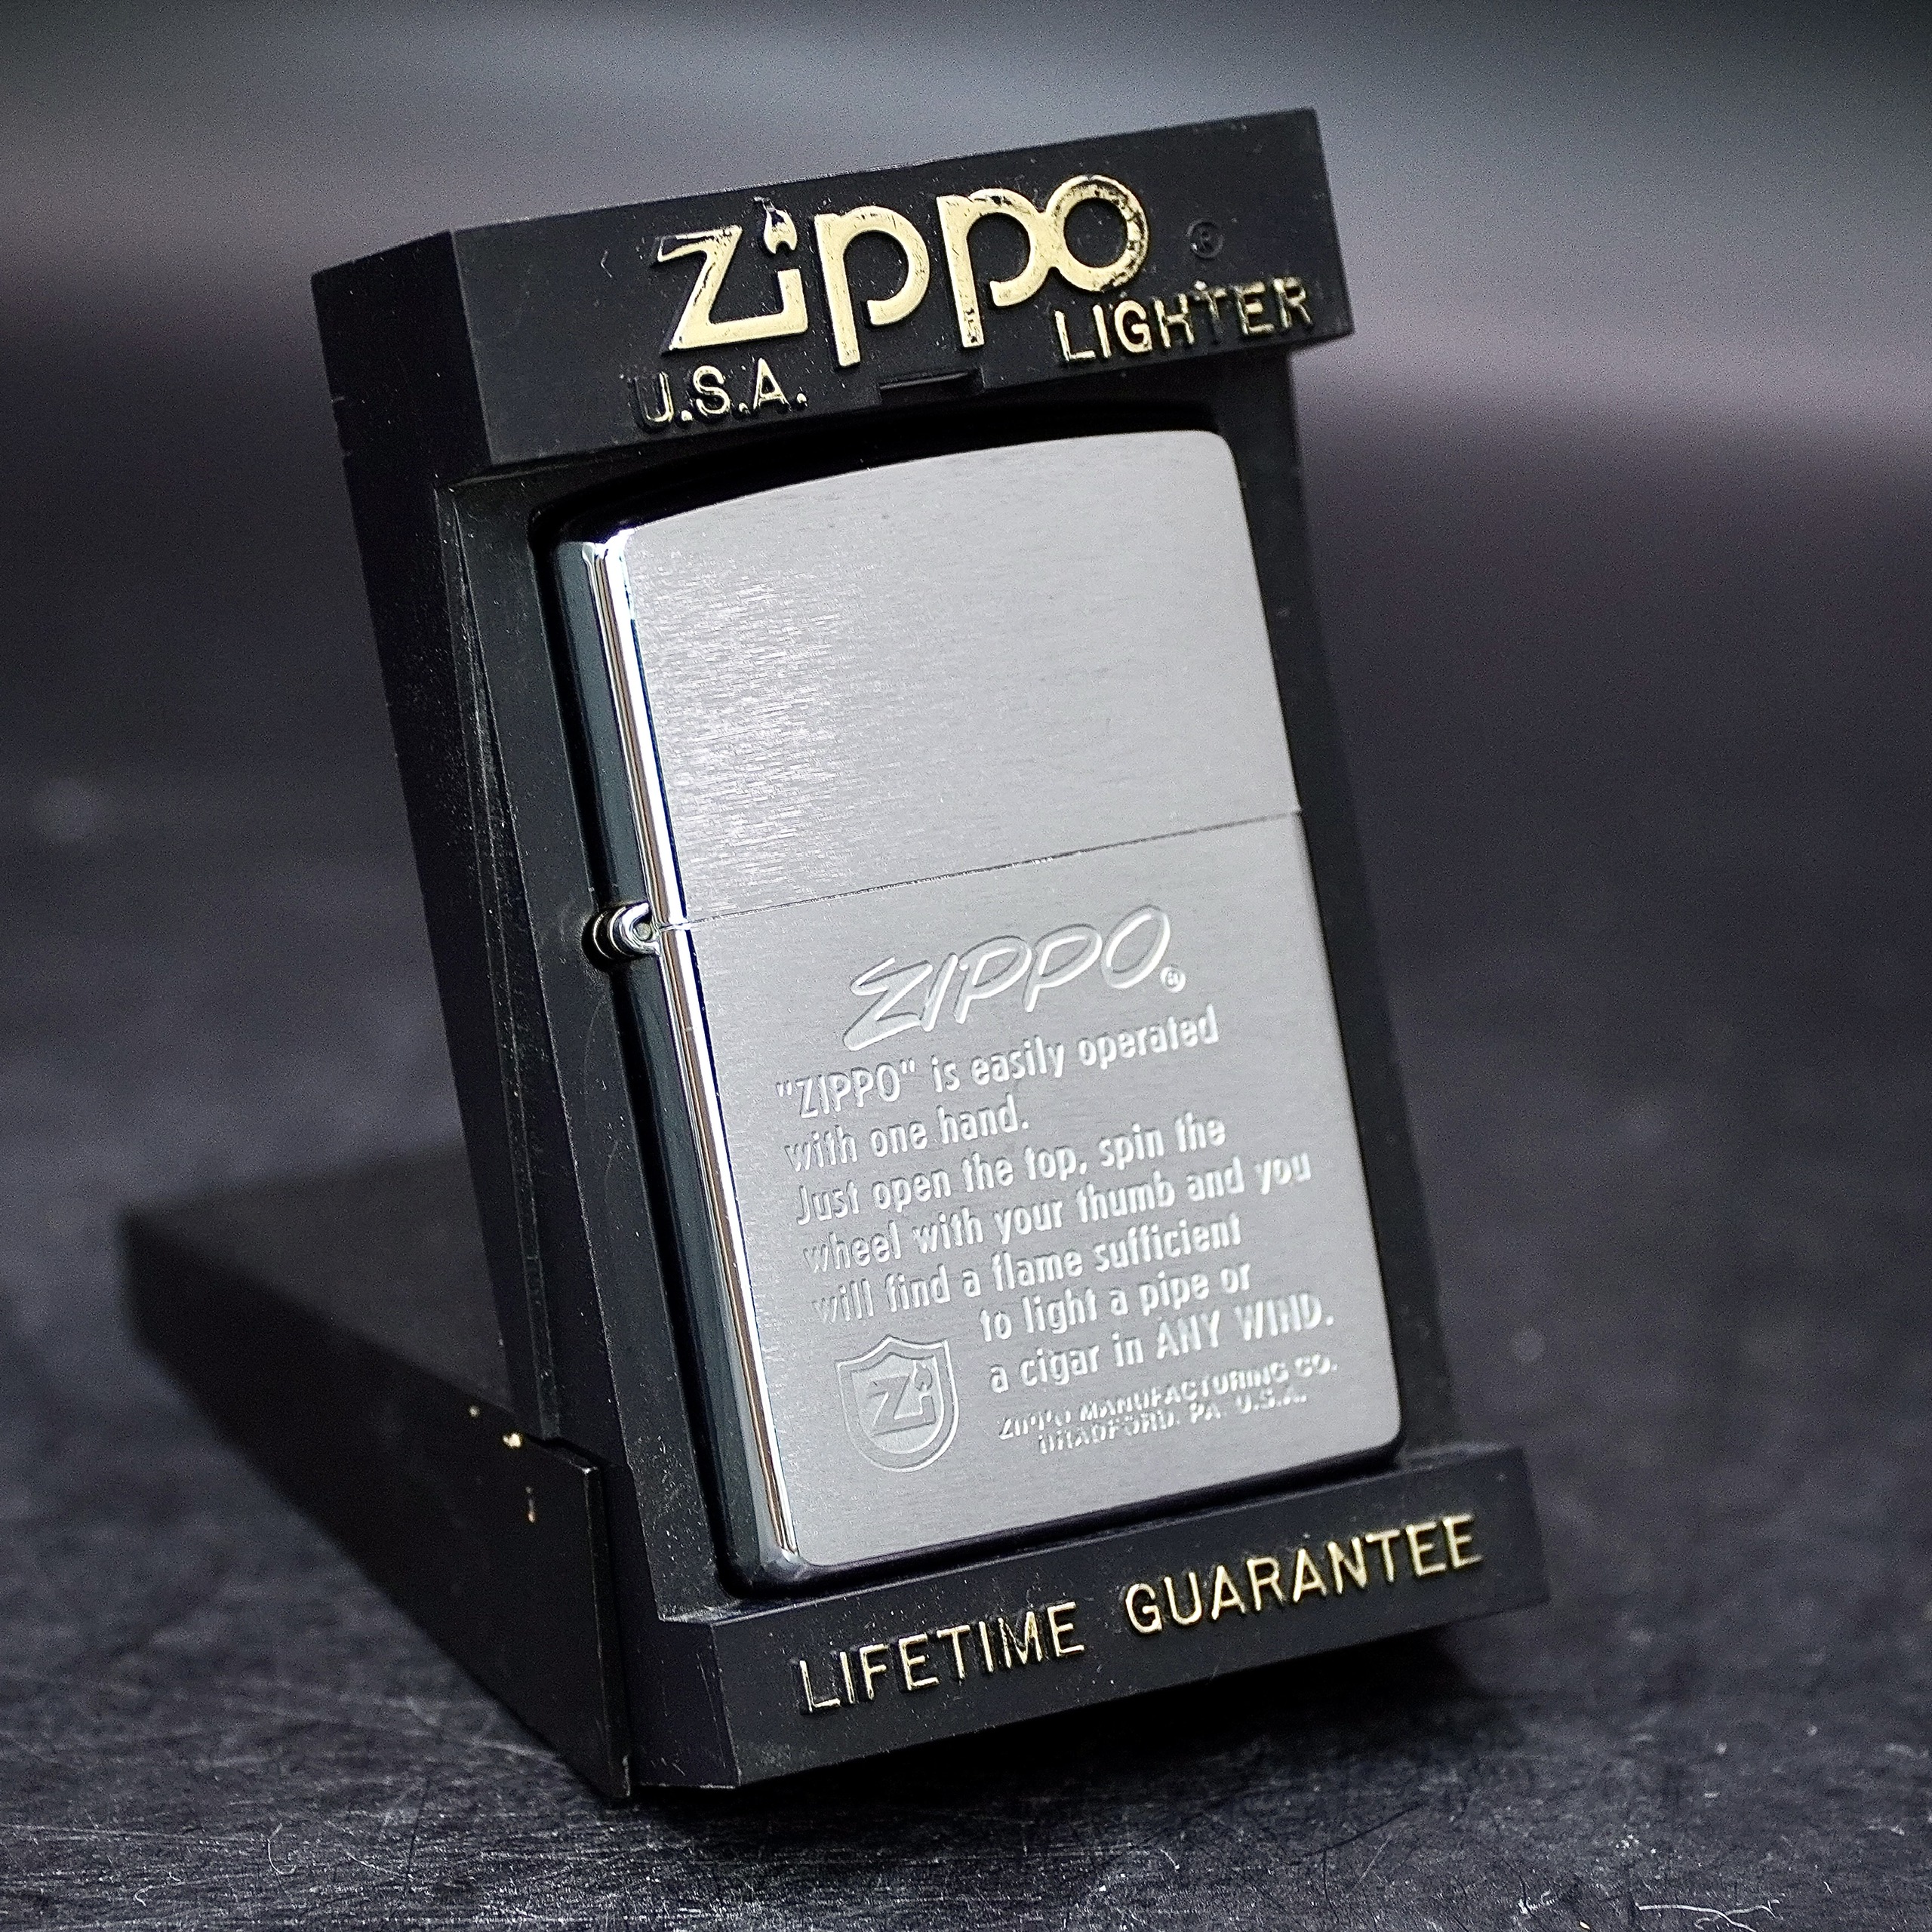 Zippo ®
U.S.A. LIGHTER
ZIPPO®
"ZIPPO" is easily operated
with one hand.
Just open the top, spin the
wheel with your thumb and you
will find a flame sufficient
to light a pipe or
a cigar in ANY WIND.
Zi
ZIPPO MANUFACTURING CO.
BRADFORD. PA. U.S.A.
LIFETIME GUARANTEE